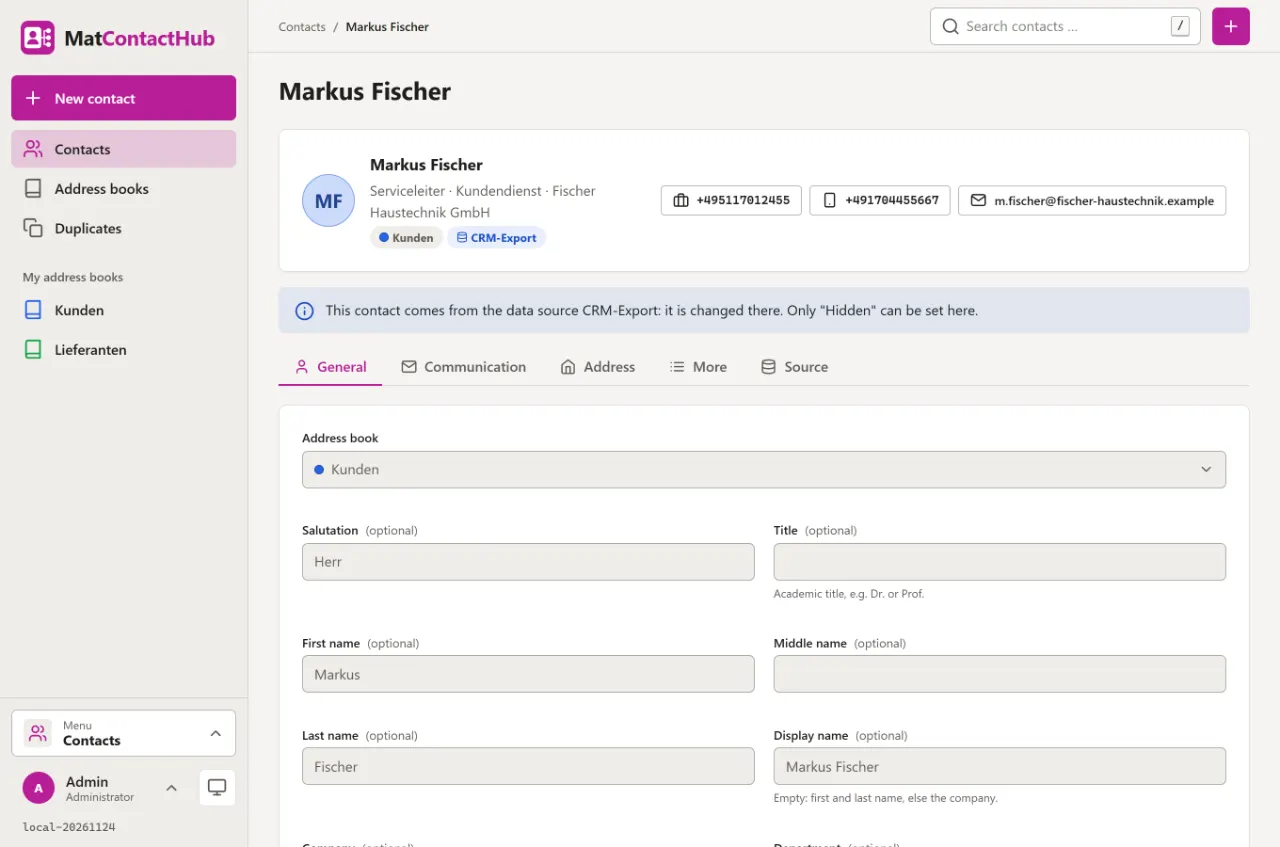 MatContactHub
Contacts / Markus Fischer
Search contacts ... /
+
New contact
Contacts
Address books
Duplicates
My address books
Kunden
Lieferanten
Menu
Contacts
A
Admin
Administrator
local-20261124
Markus Fischer
MF
Markus Fischer
Serviceleiter · Kundendienst · Fischer
Haustechnik GmbH
Kunden CRM-Export
+495117012455
+491704455667
m.fischer@fischer-haustechnik.example
This contact comes from the data source CRM-Export: it is changed there. Only "Hidden" can be set here.
General Communication Address More Source
Address book
Kunden
Salutation (optional)
Herr
Title (optional)
Academic title, e.g. Dr. or Prof.
First name (optional)
Markus
Middle name (optional)
Last name (optional)
Fischer
Display name (optional)
Markus Fischer
Empty: first and last name, else the company.
Company (optional)
Department (optional)